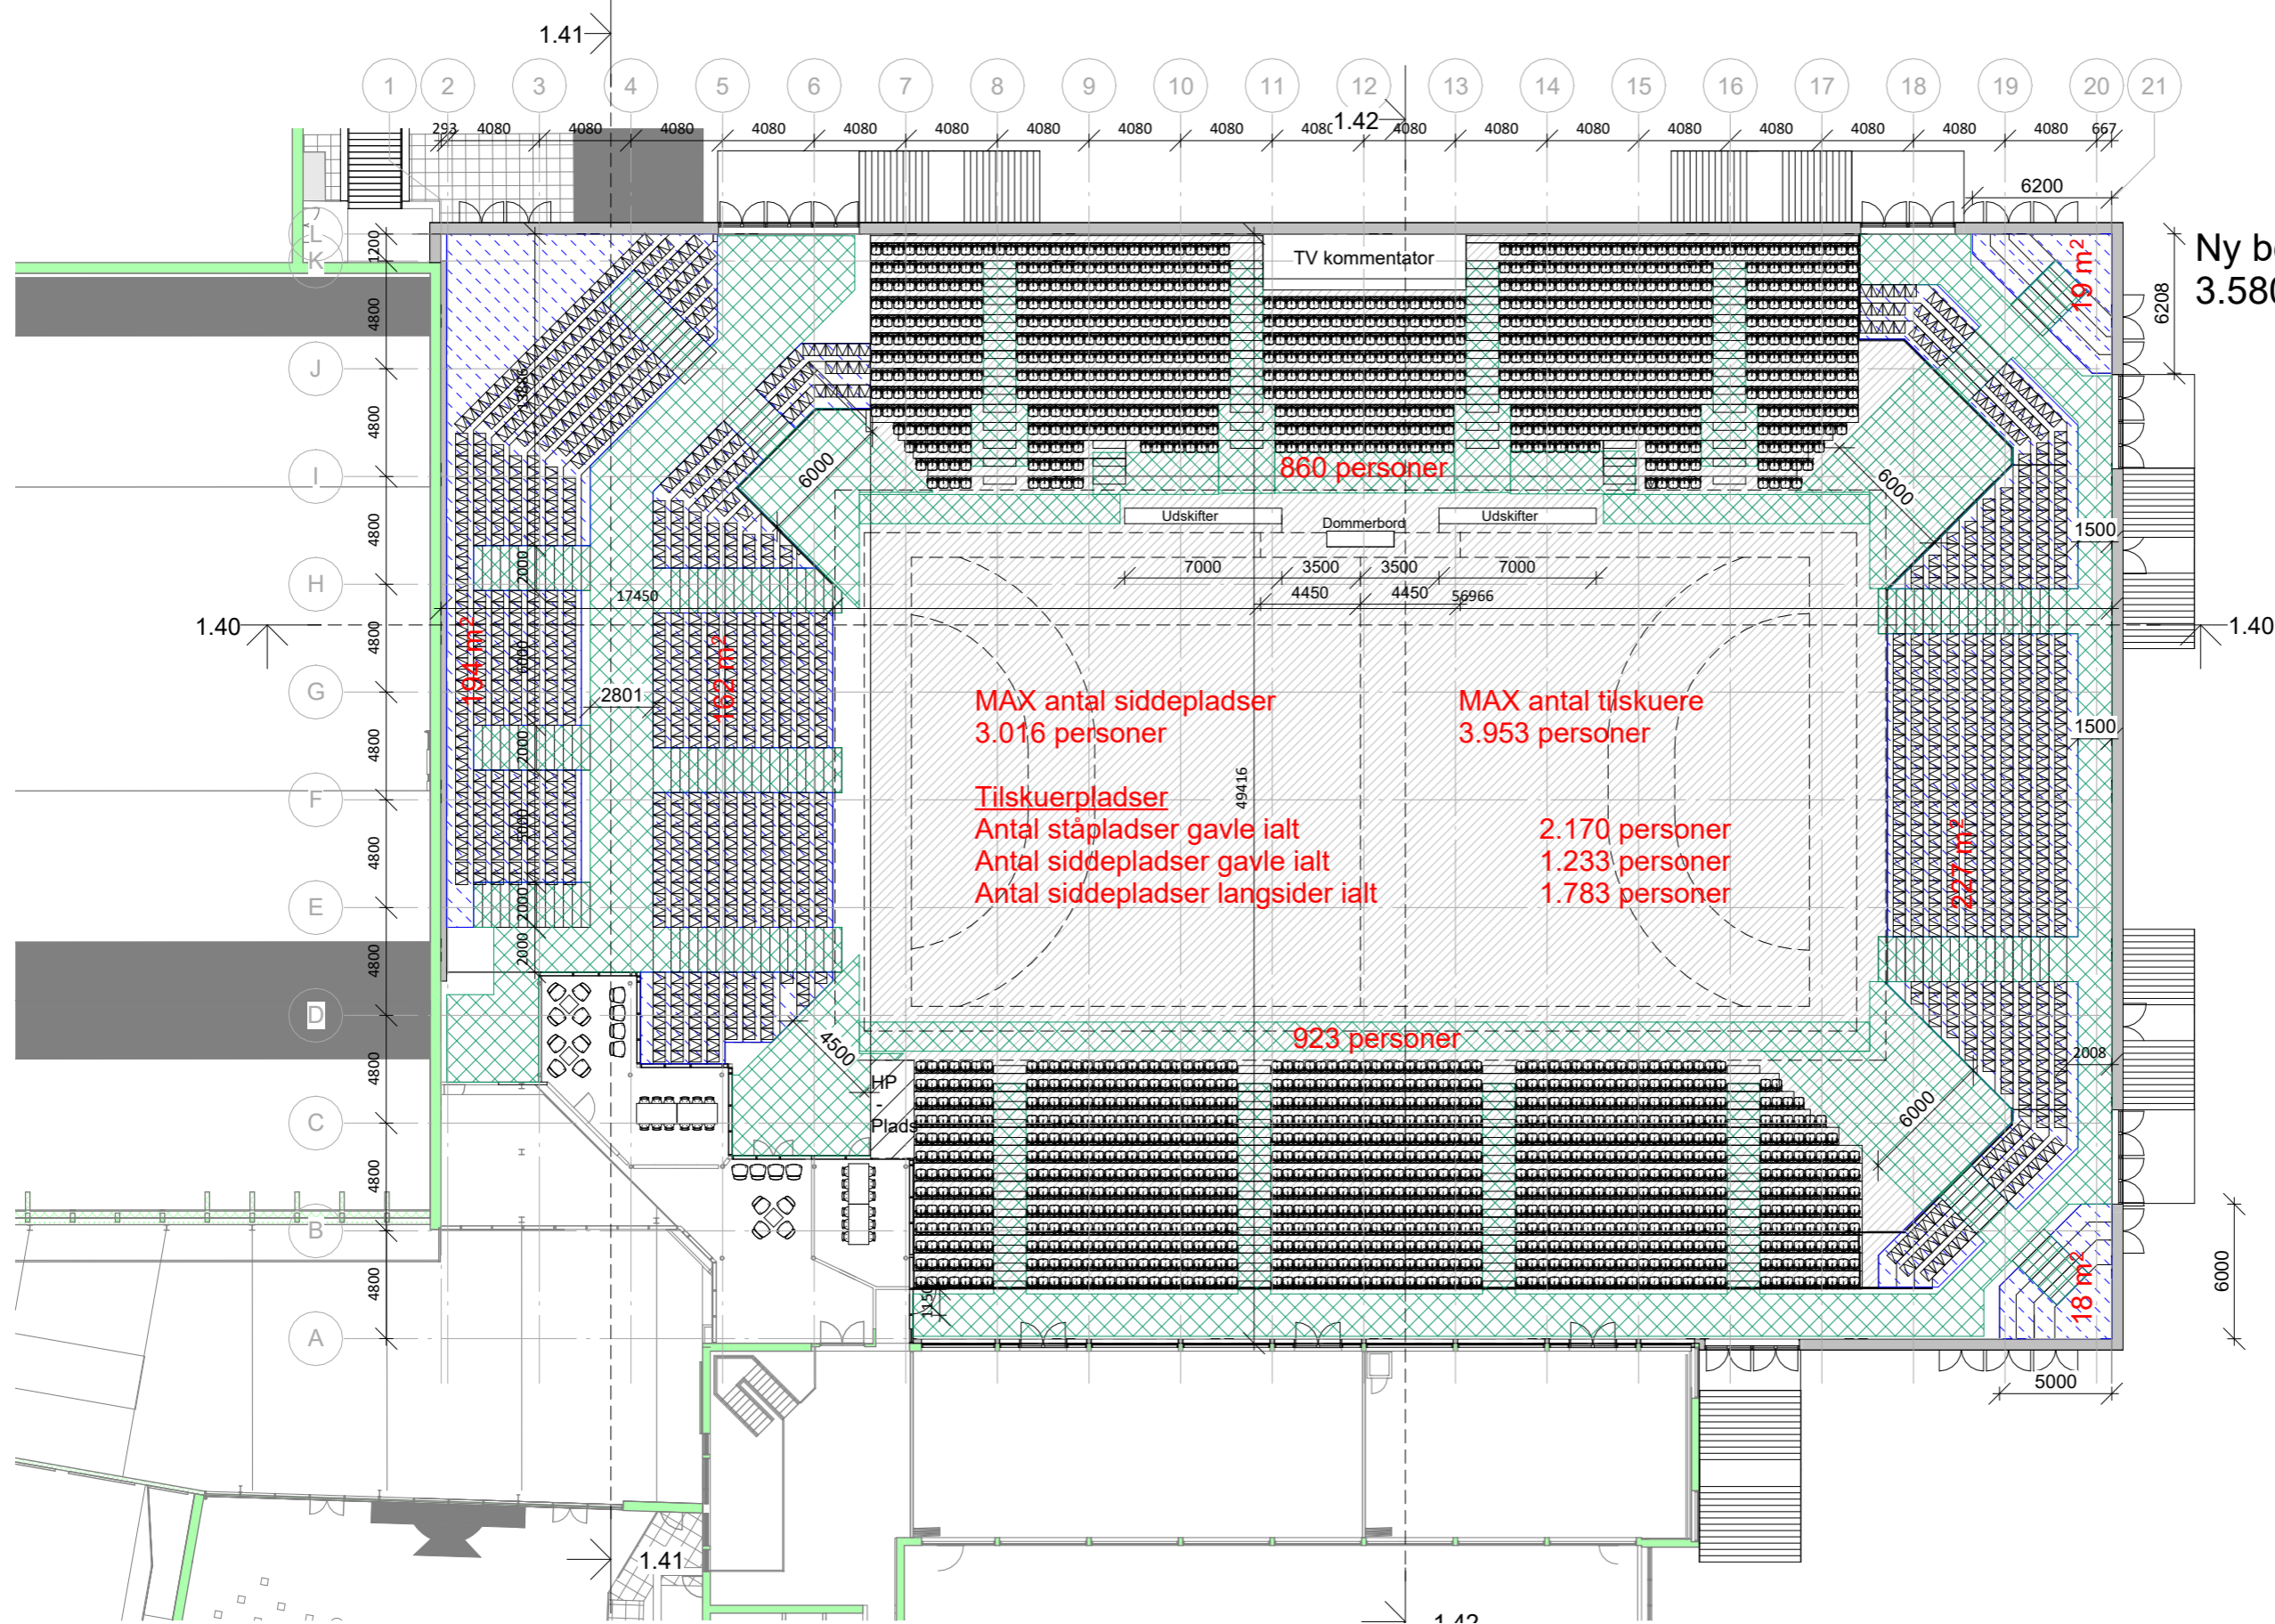 1.41
1 2 3 4 5 6 7 8 9 10 11 12 13 14 15 16 17 18 19 20 21
1.42
293 4080 4080 4080 4080 4080 4080 4080 4080 4080 4080 4080 4080 4080 4080 4080 4080 4080 4080 667
6200
L
1200
K
TV kommentator
19 m²
6208
Ny be
3.580
4800
J
4800
I
6000
860 personer
6000
Udskifter
Dommerbord
Udskifter
1500
4800
2000
H
7000 3500 3500 7000
17450
4450 4450 56966
1.40
1.40
4800
194 m²
6000
162 m²
G
2801
MAX antal siddepladser
3.016 personer
MAX antal tilskuere
3.953 personer
1500
4800
2000
49416
F
Tilskuerpladser
Antal ståpladser gavle ialt 2.170 personer
Antal siddepladser gavle ialt 1.233 personer
Antal siddepladser langsider ialt 1.783 personer
227 m²
4800
E
2000
2000
4800
D
4500
923 personer
2008
4800
HP
-
Plads
6000
C
4800
B
18 m²
6000
4800
1150
A
5000
1.41
1.42